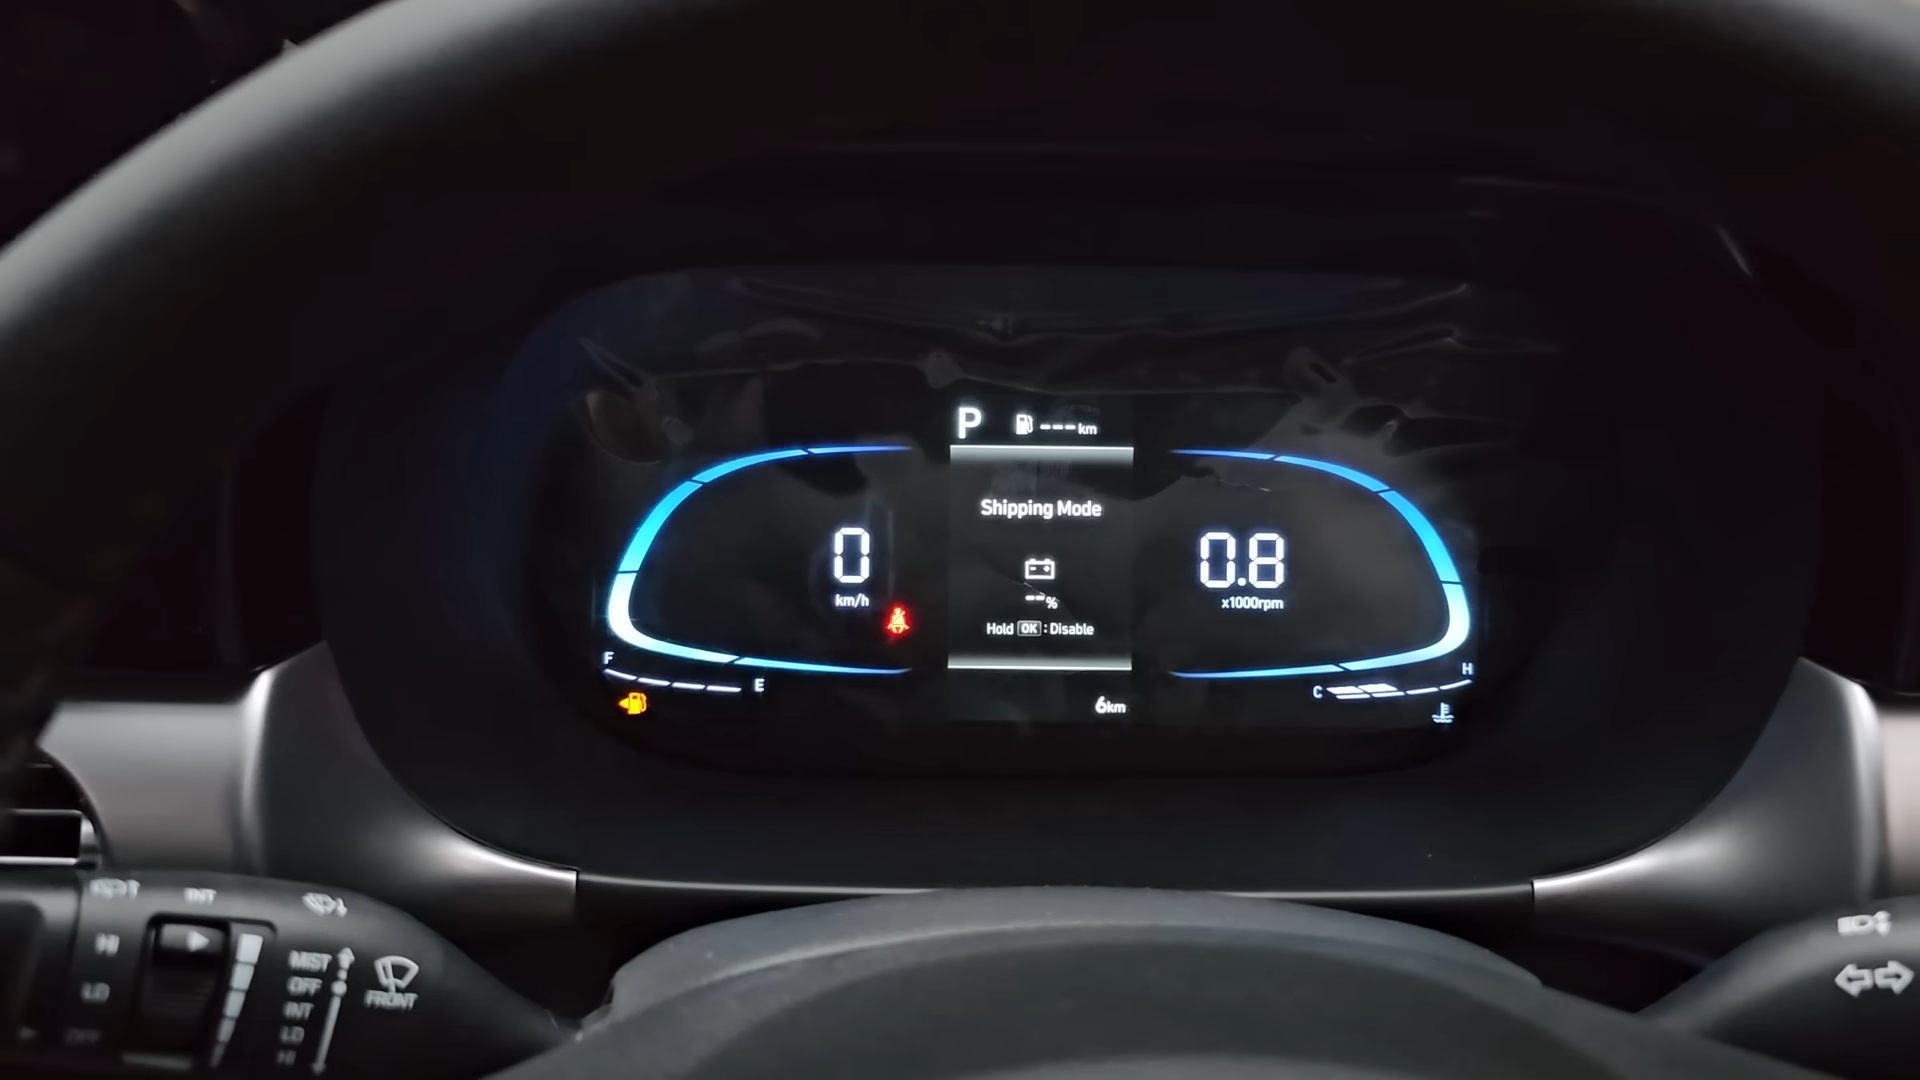 P ---km
Shipping Mode
0
km/h
0.8
x1000rpm
--%
Hold OK : Disable
F
E
C
H
6km
INT
HI
LO
OFF
MIST
OFF
INT
LO
HI
FRONT